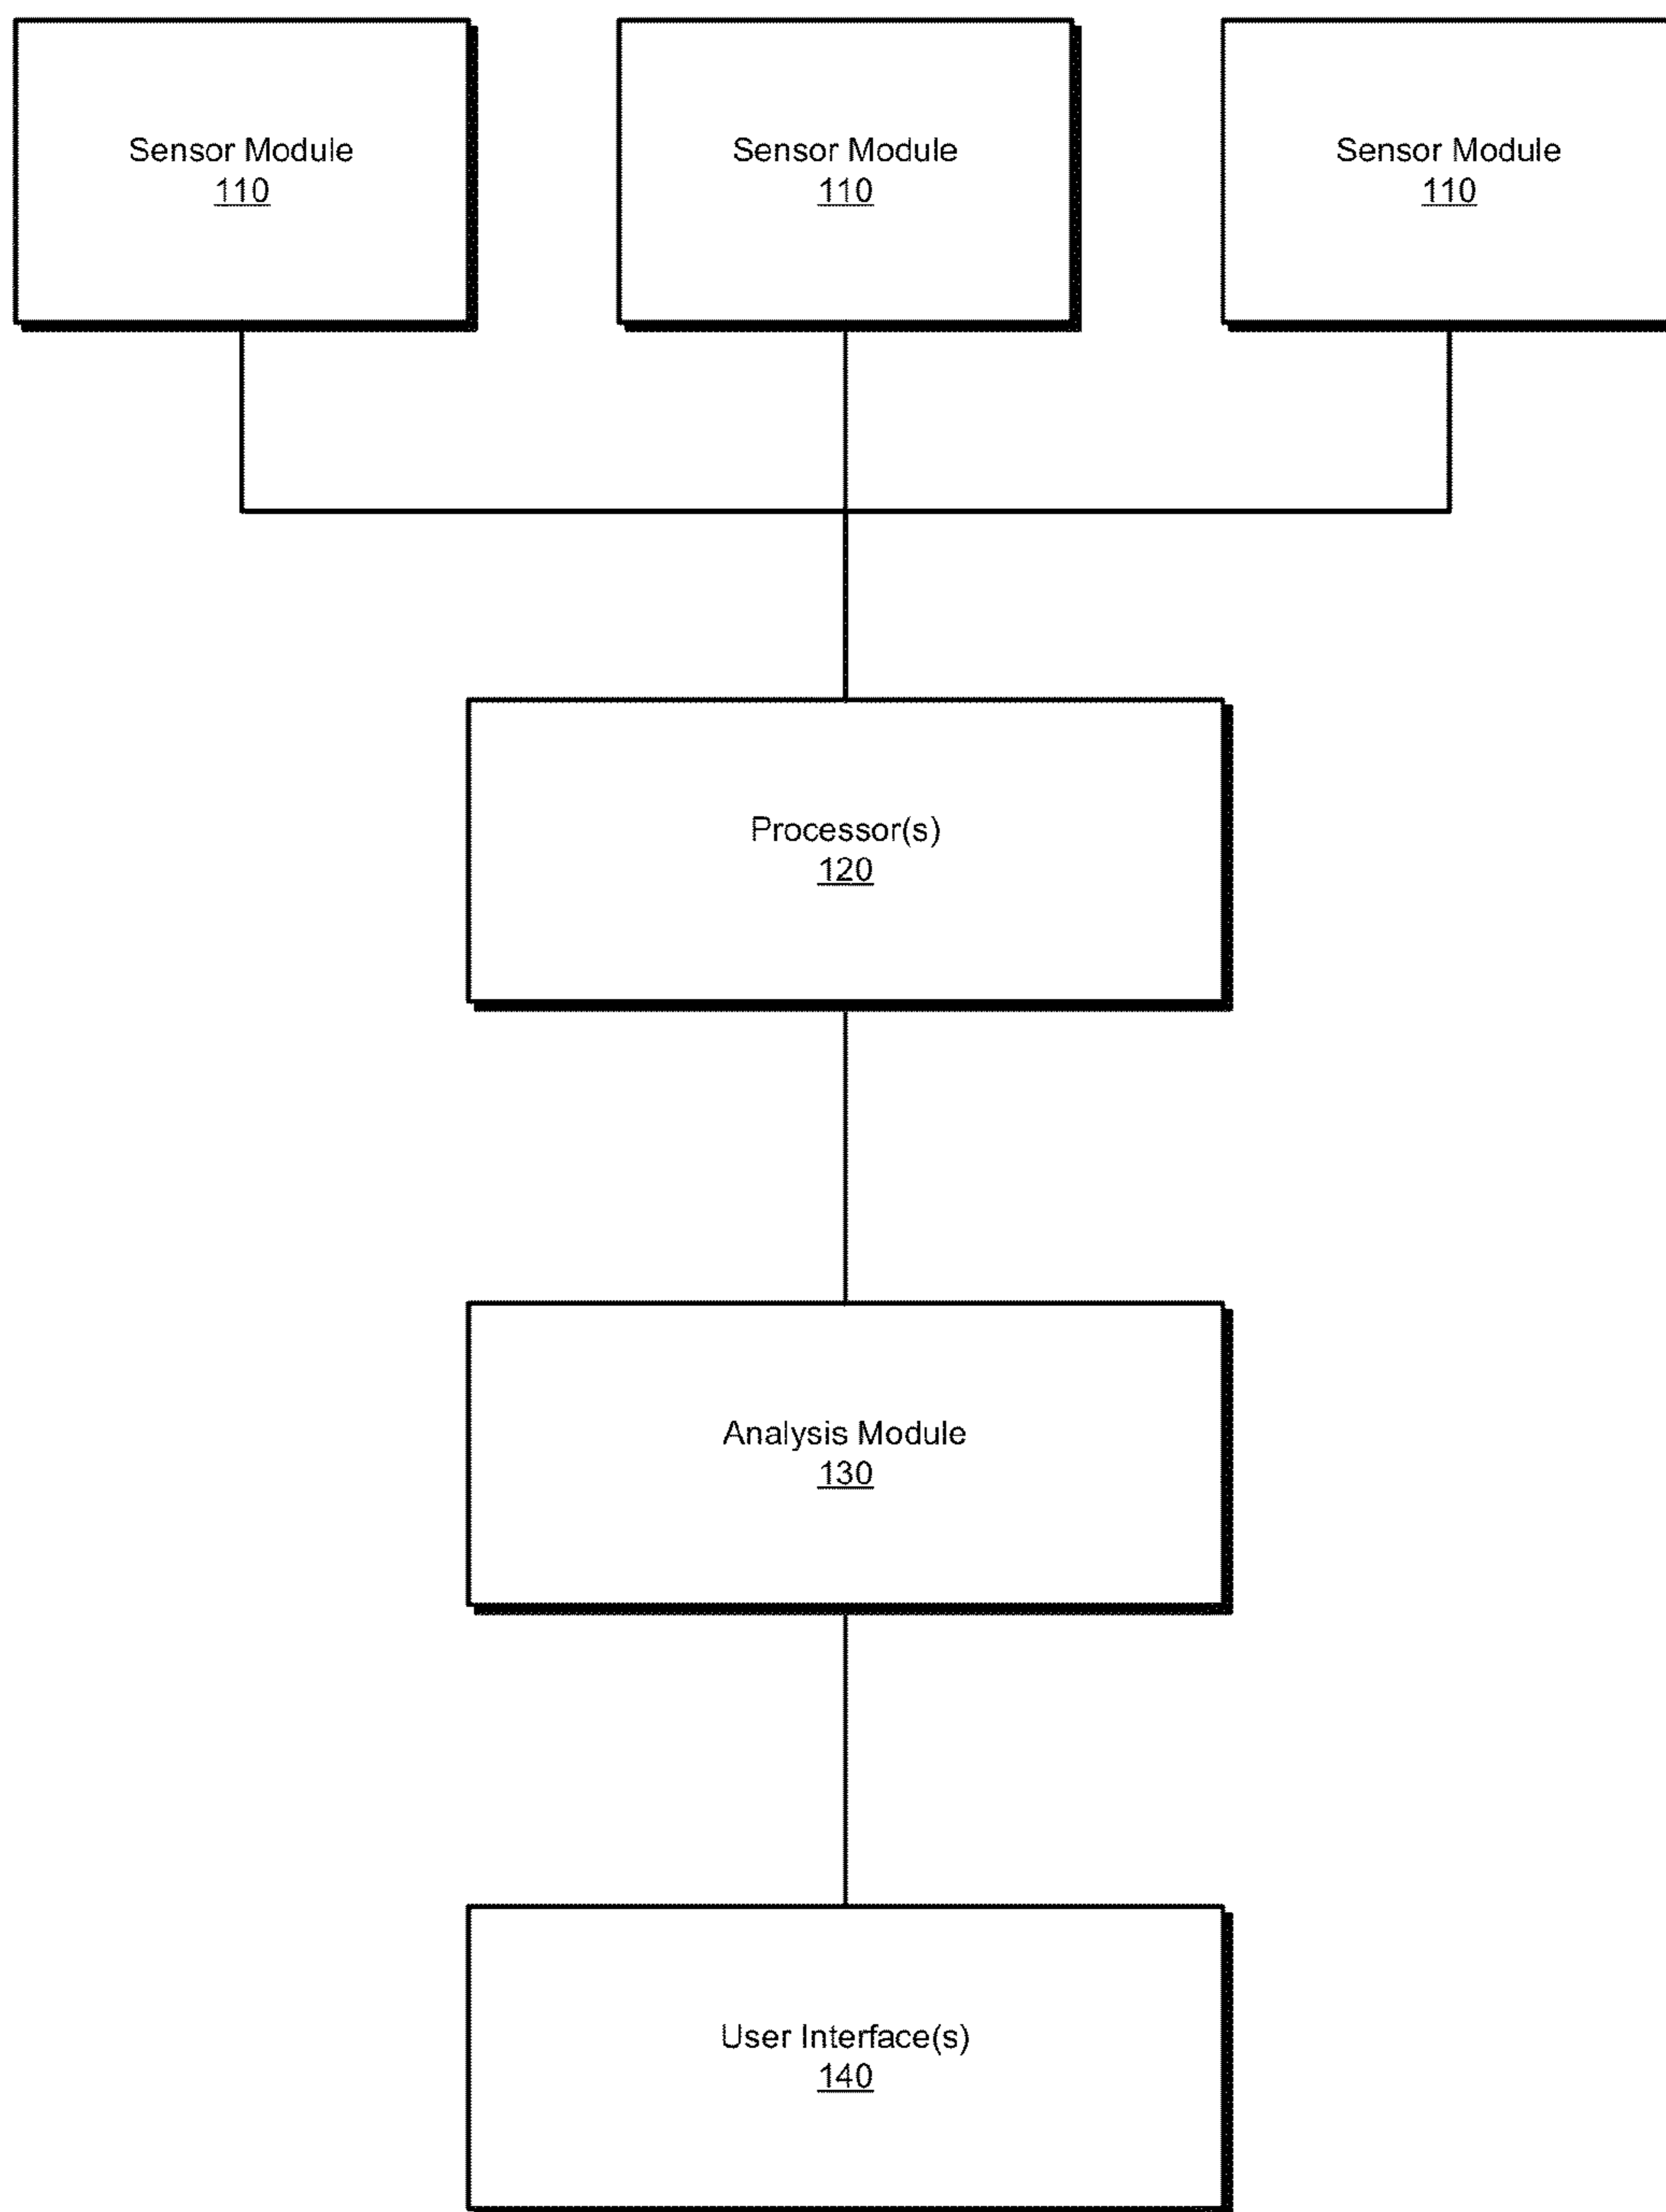 Sensor Module
110
Sensor Module
110
Sensor Module
110
Processor(s)
120
Analysis Module
130
User Interface(s)
140